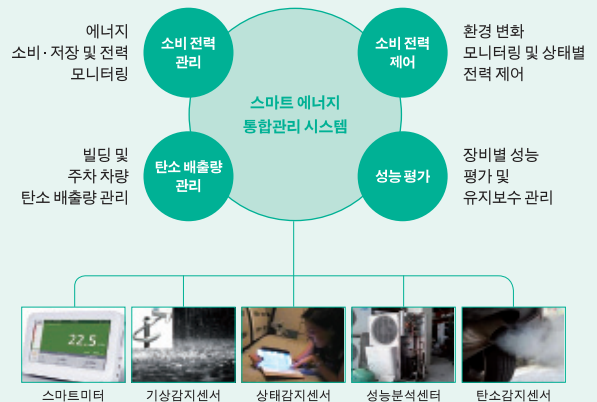 에너지
소비·저장 및 전력
모니터링
소비 전력
관리
소비 전력
제어
환경 변화
모니터링 및 상태별
전력 제어
스마트 에너지
통합관리 시스템
빌딩 및
주차 차량
탄소 배출량 관리
탄소 배출량
관리
성능 평가
장비별 성능
평가 및
유지보수 관리
22.5
스마트미터
기상감지센서
상태감지센서
성능분석센터
탄소감지센서